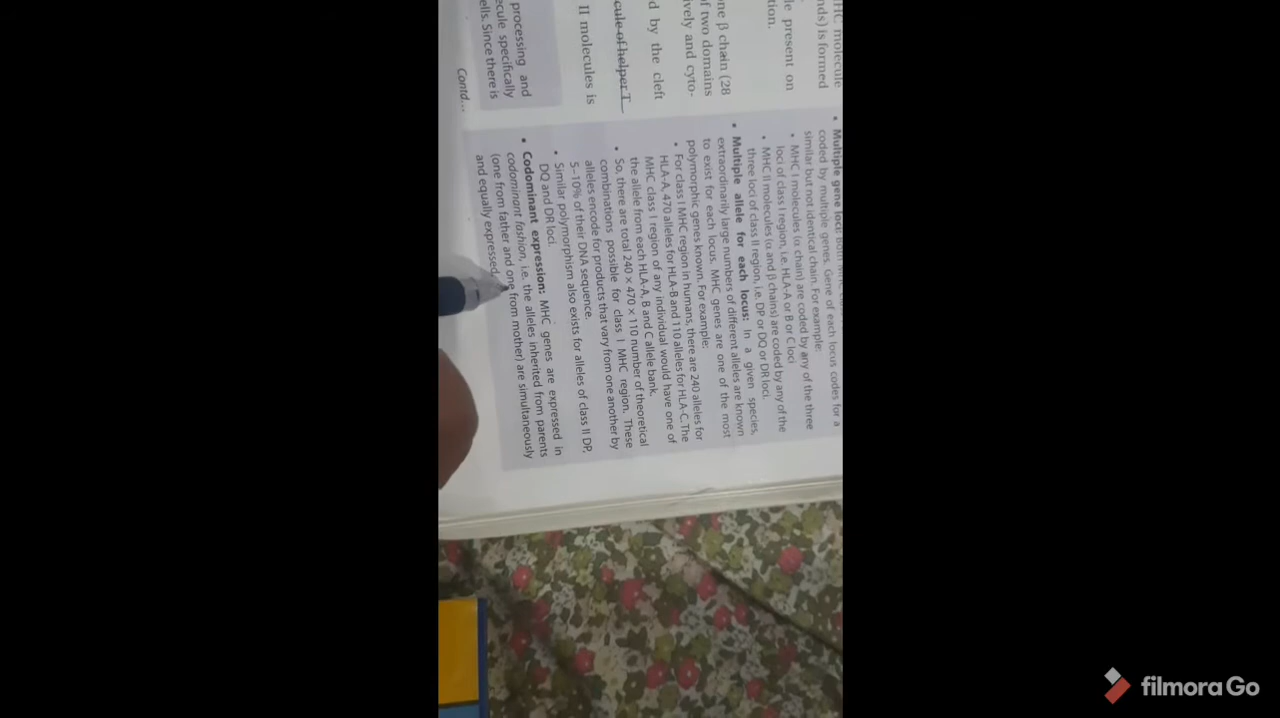 HC molecule
nds) is formed
le present on
tion.
ne β chain (28
f two domains
vely and cyto-
d by the cleft
cule of helper T
II molecules is
processing and
ecule specifically
ells. Since there is
Contd...
• Multiple gene loci:
coded by multiple genes. Gene of each locus codes for a
similar but not identical chain. For example:
• MHC I molecules (α chain) are coded by any of the three
loci of class I region, i.e. HLA-A or B or C loci
• MHC II molecules (α and β chains) are coded by any of the
three loci of class II region, i.e. DP or DQ or DR loci.
• Multiple allele for each locus: In a given species,
extraordinarily large numbers of different alleles are known
to exist for each locus. MHC genes are one of the most
polymorphic genes known. For example:
• For class I MHC region in humans, there are 240 alleles for
HLA-A, 470 alleles for HLA-B and 110 alleles for HLA-C. The
MHC class I region of any individual would have one of
the allele from each HLA-A, B and C allele bank.
• So, there are total 240 × 470 × 110 number of theoretical
combinations possible for class I MHC region. These
alleles encode for products that vary from one another by
5–10% of their DNA sequence.
• Similar polymorphism also exists for alleles of class II DP,
DQ and DR loci.
• Codominant expression: MHC genes are expressed in
codominant fashion, i.e. the alleles inherited from parents
(one from father and one from mother) are simultaneously
and equally expressed.
filmora Go